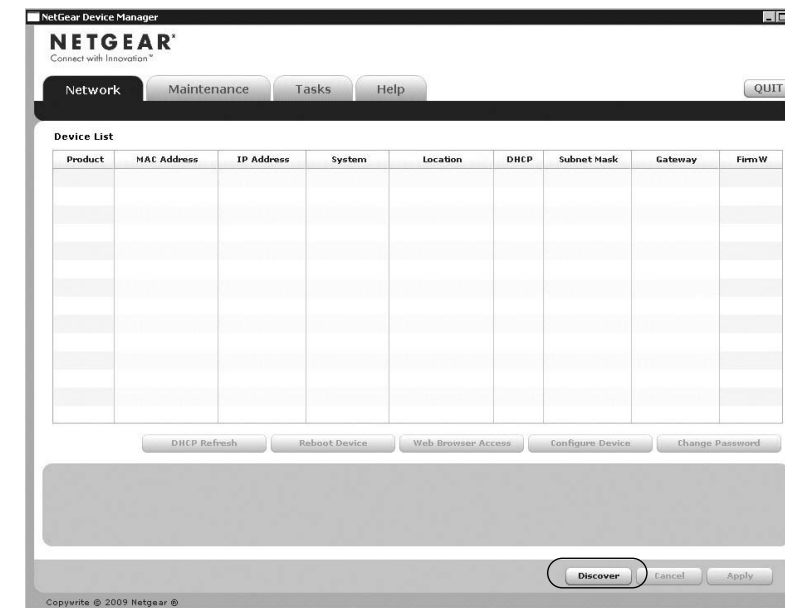 NetGear Device Manager
NETGEAR®
Connect with Innovation™
Network Maintenance Tasks Help QUIT
Device List
Product MAC Address IP Address System Location DHCP Subnet Mask Gateway Firm W
DHCP Refresh Reboot Device Web Browser Access Configure Device Change Password
Discover Cancel Apply
Copywrite © 2009 Netgear ®